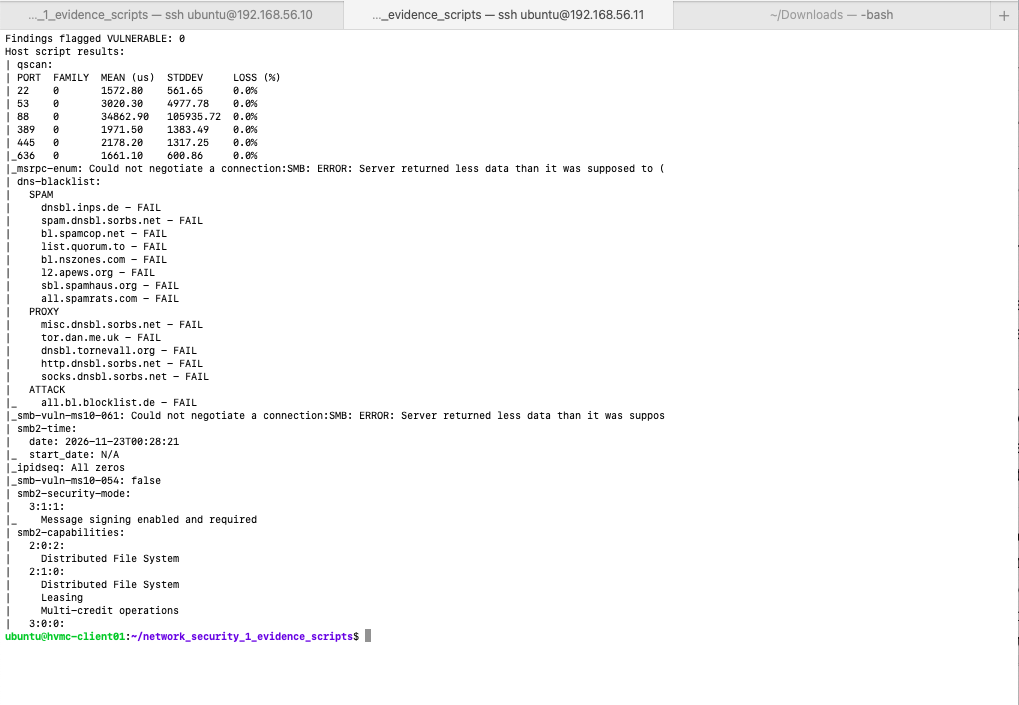 ..._1_evidence_scripts — ssh ubuntu@192.168.56.10
..._evidence_scripts — ssh ubuntu@192.168.56.11
~/Downloads — -bash
+
Findings flagged VULNERABLE: 0
Host script results:
| qscan:
| PORT  FAMILY  MEAN (us)  STDDEV     LOSS (%)
| 22    0       1572.80    561.65     0.0%
| 53    0       3020.30    4977.78    0.0%
| 88    0       34862.90   105935.72  0.0%
| 389   0       1971.50    1383.49    0.0%
| 445   0       2178.20    1317.25    0.0%
|_636   0       1661.10    600.86     0.0%
|_msrpc-enum: Could not negotiate a connection:SMB: ERROR: Server returned less data than it was supposed to (
| dns-blacklist:
|   SPAM
|     dnsbl.inps.de - FAIL
|     spam.dnsbl.sorbs.net - FAIL
|     bl.spamcop.net - FAIL
|     list.quorum.to - FAIL
|     bl.nszones.com - FAIL
|     l2.apews.org - FAIL
|     sbl.spamhaus.org - FAIL
|     all.spamrats.com - FAIL
|   PROXY
|     misc.dnsbl.sorbs.net - FAIL
|     tor.dan.me.uk - FAIL
|     dnsbl.tornevall.org - FAIL
|     http.dnsbl.sorbs.net - FAIL
|     socks.dnsbl.sorbs.net - FAIL
|   ATTACK
|_    all.bl.blocklist.de - FAIL
|_smb-vuln-ms10-061: Could not negotiate a connection:SMB: ERROR: Server returned less data than it was suppos
| smb2-time:
|   date: 2026-11-23T00:28:21
|_  start_date: N/A
|_ipidseq: All zeros
|_smb-vuln-ms10-054: false
| smb2-security-mode:
|   3:1:1:
|_    Message signing enabled and required
| smb2-capabilities:
|   2:0:2:
|     Distributed File System
|   2:1:0:
|     Distributed File System
|     Leasing
|     Multi-credit operations
|   3:0:0:
ubuntu@hvmc-client01:~/network_security_1_evidence_scripts$